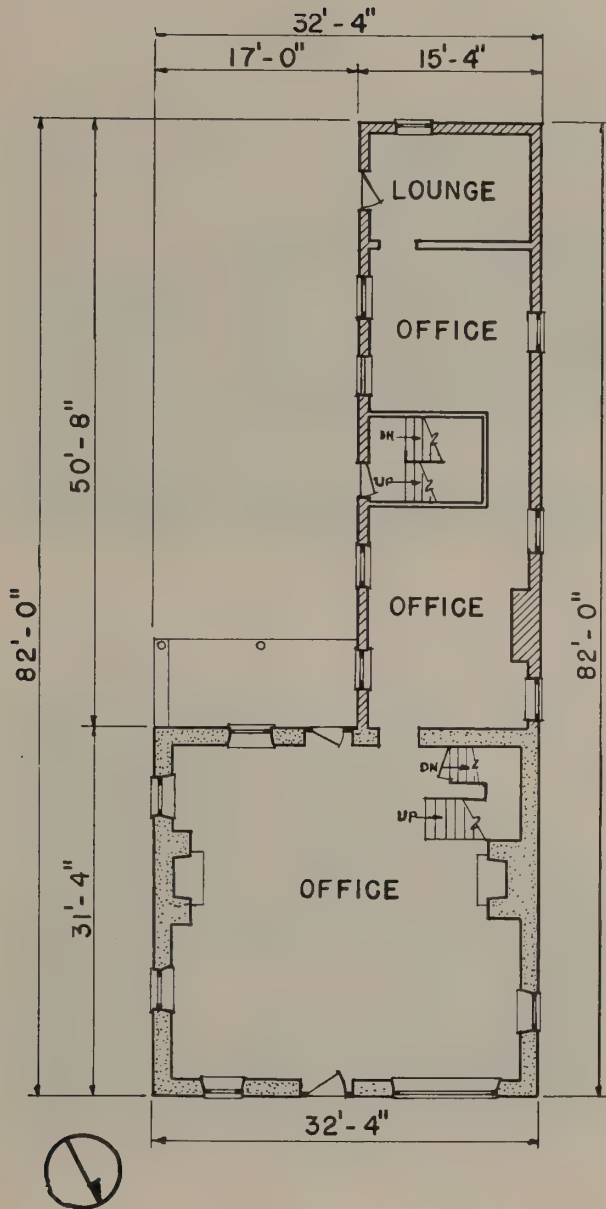 32'-4"
17'-0"
15'-4"
LOUNGE
OFFICE
50'-8"
DN
UP
82'-0"
82'-0"
OFFICE
DN
UP
31'-4"
OFFICE
32'-4"